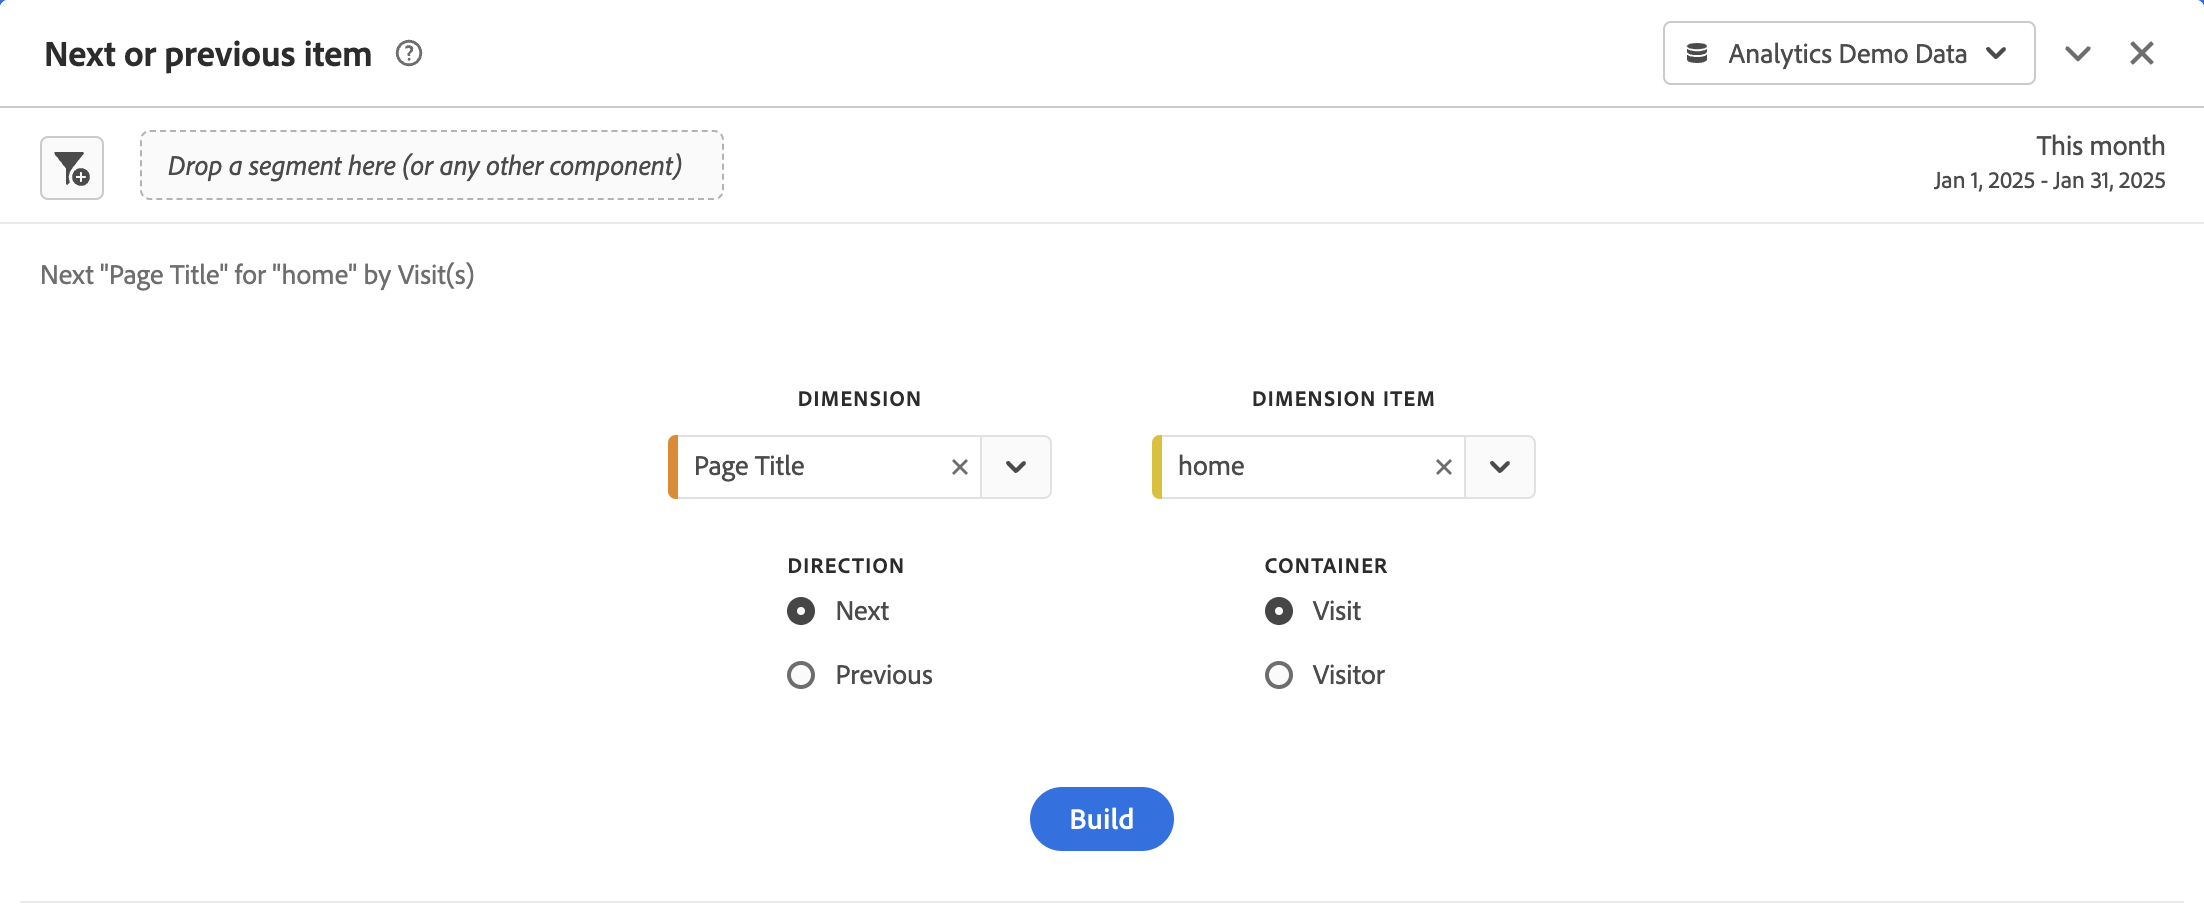 Next or previous item
Analytics Demo Data
Drop a segment here (or any other component)
This month
Jan 1, 2025 - Jan 31, 2025
Next "Page Title" for "home" by Visit(s)
DIMENSION
DIMENSION ITEM
Page Title
home
DIRECTION
CONTAINER
Next
Visit
Previous
Visitor
Build